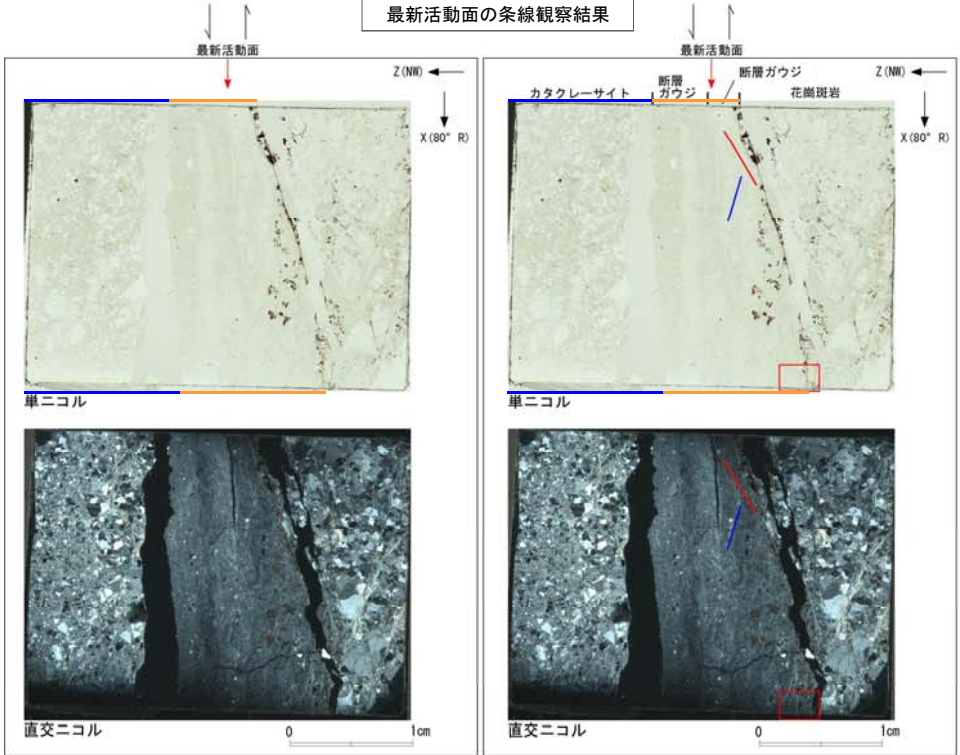 最新活動面の条線観察結果
最新活動面
Z(NW)
X(80° R)
単ニコル
直交ニコル
0
1cm
最新活動面
Z(NW)
カタクレーサイト
断層
ガウジ
断層ガウジ
花崗斑岩
X(80° R)
単ニコル
直交ニコル
0
1cm